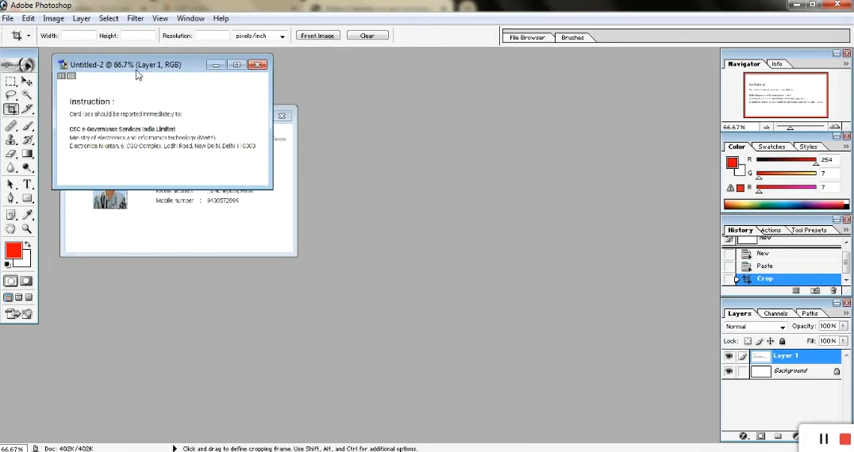 Adobe Photoshop
File Edit Image Layer Select Filter View Window Help
Width: Height: Resolution: pixels/inch Front Image Clear
File Browser Brushes
Untitled-2 @ 66.7% (Layer 1, RGB)
Instruction :
Card loss should be reported immediately to:
CSC e-Governance Services India Limited
Ministry of electronics and information technology (Meity)
Electronics Niketan, 6, CGO Complex, Lodhi Road, New Delhi, Delhi 110003
Mobile number : 9430572099
Navigator Info
66.67%
Color Swatches Styles
R 254
G 7
B 7
History Actions Tool Presets
New
New
Paste
Crop
Layers Channels Paths
Normal Opacity: 100%
Lock: Fill: 100%
Layer 1
Background
66.67% Doc: 402K/402K Click and drag to define cropping frame. Use Shift, Alt, and Ctrl for additional options.